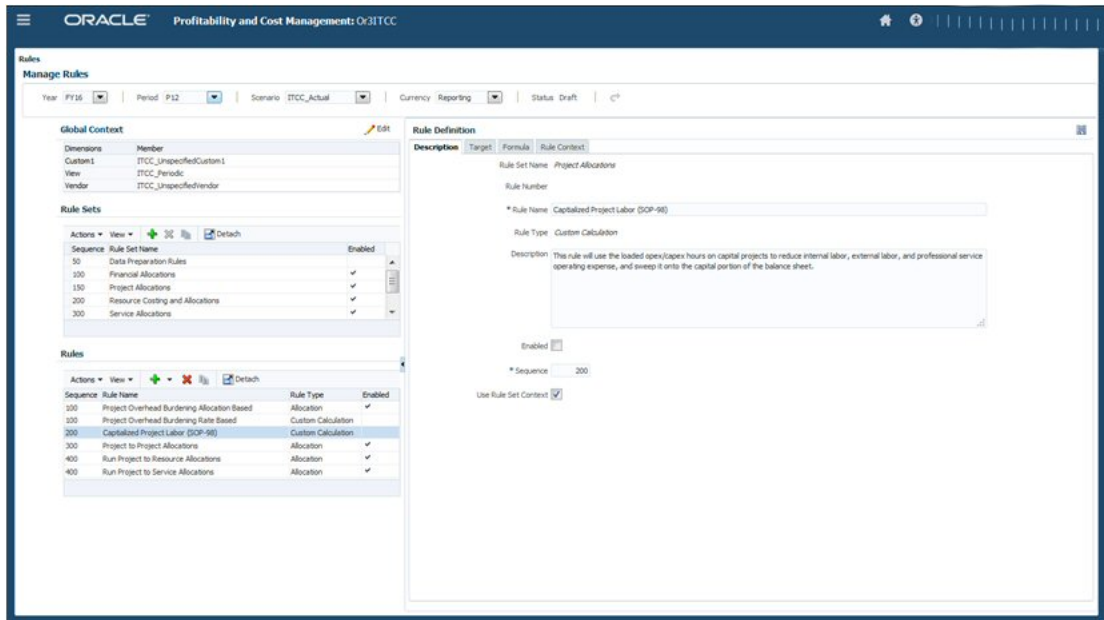 ORACLE Profitability and Cost Management: Or3ITCC
Rules
Manage Rules
Year FY16 Period P12 Scenario ITCC_Actual Currency Reporting Status Draft
Global Context Edit
Dimensions Member
Custom1 ITCC_UnspecifiedCustom1
View ITCC_Periodic
Vendor ITCC_UnspecifiedVendor
Rule Sets
Actions View Detach
Sequence Rule Set Name Enabled
50 Data Preparation Rules
100 Financial Allocations
150 Project Allocations
200 Resource Costing and Allocations
300 Service Allocations
Rules
Actions View Detach
Sequence Rule Name Rule Type Enabled
100 Project Overhead Burdening Allocation Based Allocation
100 Project Overhead Burdening Rate Based Custom Calculation
200 Captialized Project Labor (SOP-98) Custom Calculation
300 Project to Project Allocations Allocation
400 Run Project to Resource Allocations Allocation
400 Run Project to Service Allocations Allocation
Rule Definition
Description Target Formula Rule Context
Rule Set Name Project Allocations
Rule Number
* Rule Name Captialized Project Labor (SOP-98)
Rule Type Custom Calculation
Description This rule will use the loaded opex/capex hours on capital projects to reduce internal labor, external labor, and professional service
operating expense, and sweep it onto the capital portion of the balance sheet.
Enabled
* Sequence 200
Use Rule Set Context